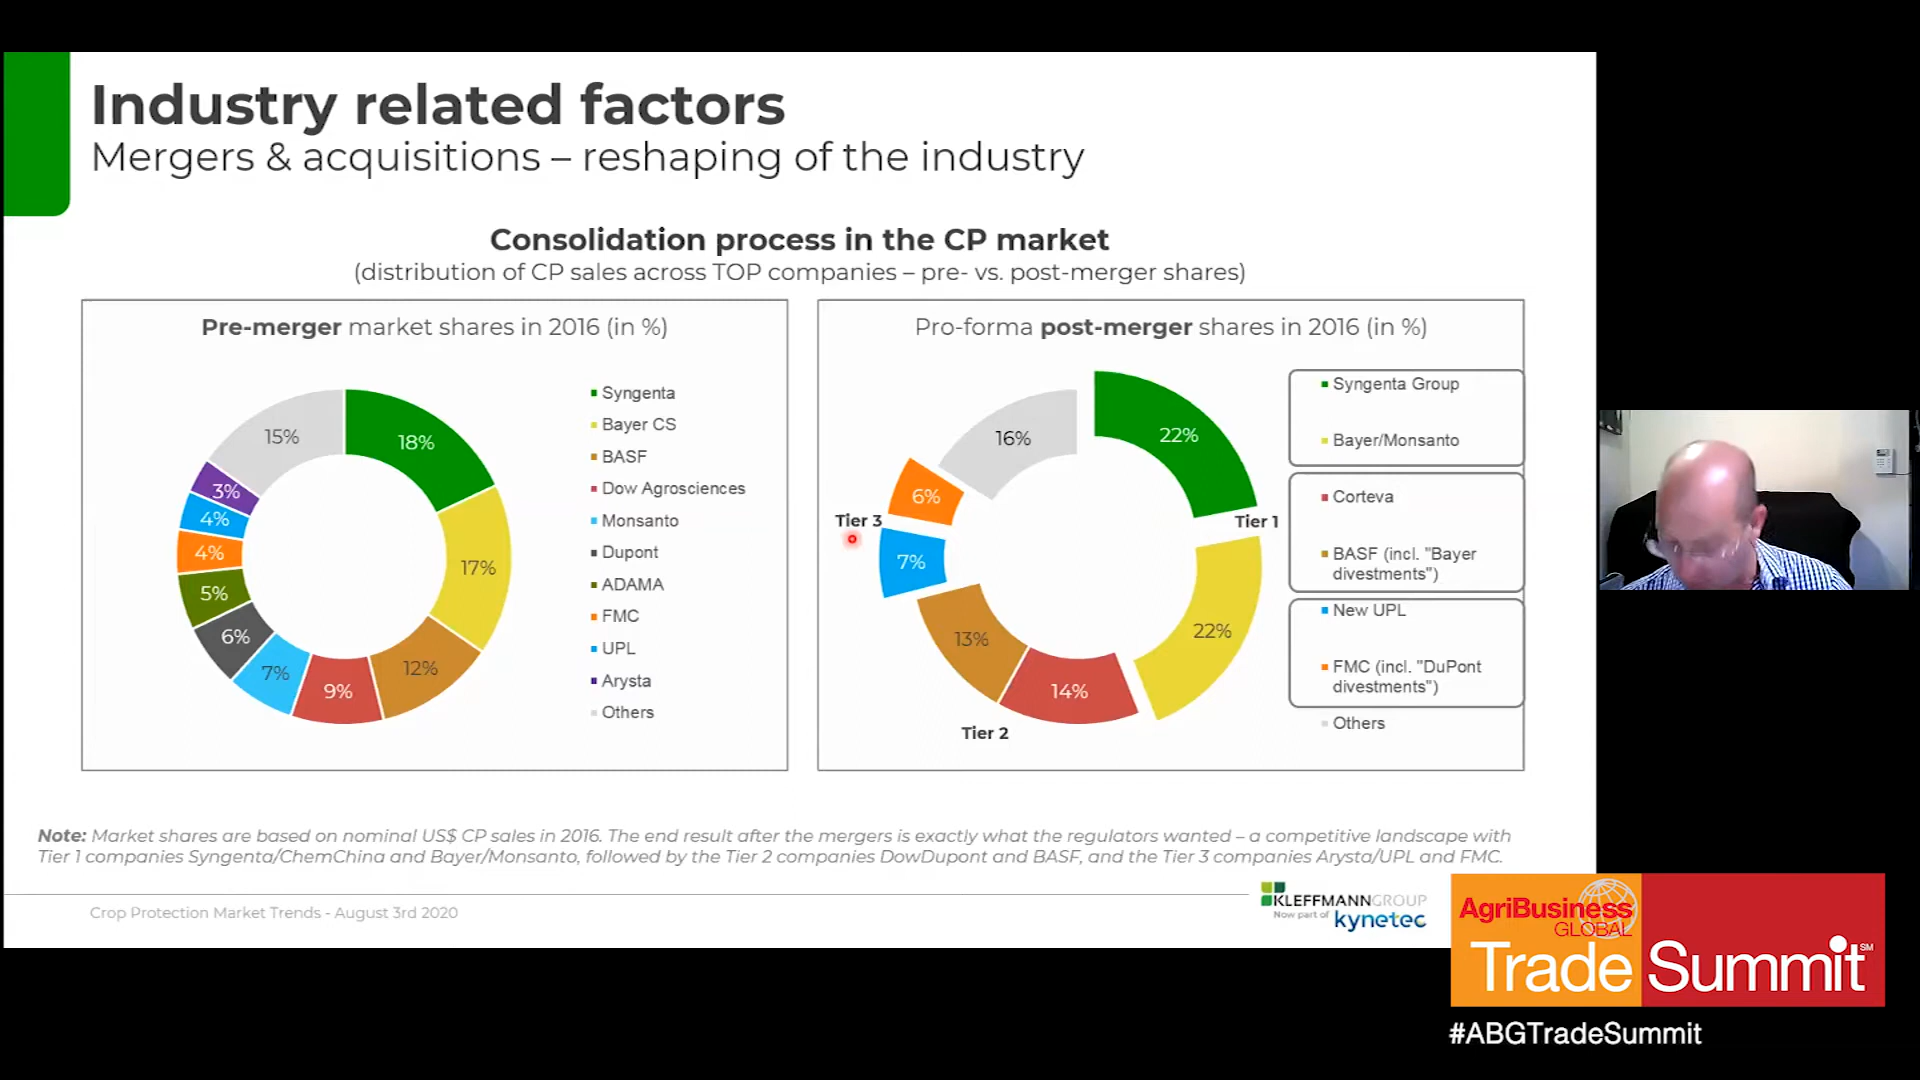 Industry related factors
Mergers & acquisitions – reshaping of the industry
Consolidation process in the CP market
(distribution of CP sales across TOP companies – pre- vs. post-merger shares)
Pre-merger market shares in 2016 (in %)
15%
18%
3%
4%
4%
17%
5%
6%
7%
9%
12%
Syngenta
Bayer CS
BASF
Dow Agrosciences
Monsanto
Dupont
ADAMA
FMC
UPL
Arysta
Others
Pro-forma post-merger shares in 2016 (in %)
16%
22%
6%
Tier 3
Tier 1
7%
22%
13%
14%
Tier 2
Syngenta Group
Bayer/Monsanto
Corteva
BASF (incl. "Bayer
divestments")
New UPL
FMC (incl. "DuPont
divestments")
Others
Note: Market shares are based on nominal US$ CP sales in 2016. The end result after the mergers is exactly what the regulators wanted – a competitive landscape with
Tier 1 companies Syngenta/ChemChina and Bayer/Monsanto, followed by the Tier 2 companies DowDupont and BASF, and the Tier 3 companies Arysta/UPL and FMC.
Crop Protection Market Trends - August 3rd 2020
KLEFFMANNGROUP
Now part of kynetec
AgriBusiness
GLOBAL
Trade Summit SM
#ABGTradeSummit